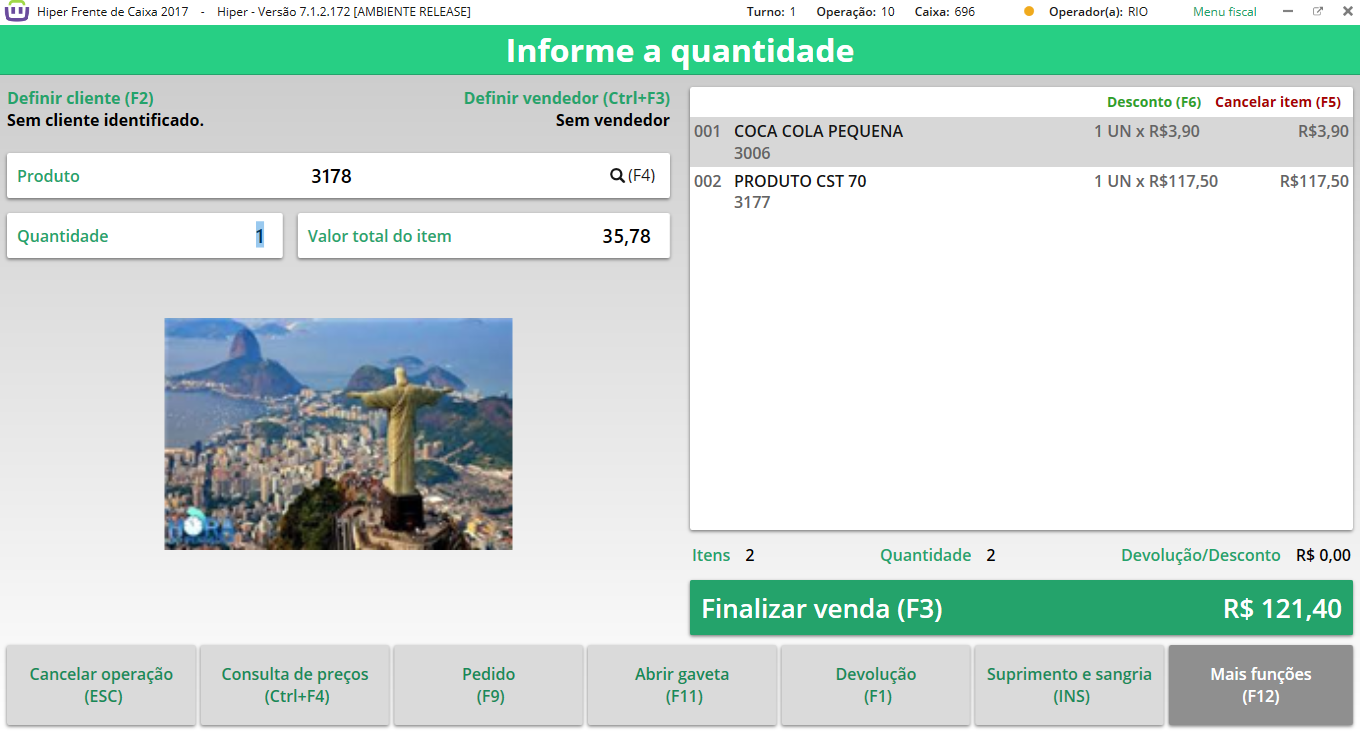 Hiper Frente de Caixa 2017 - Hiper - Versão 7.1.2.172 [AMBIENTE RELEASE] Turno: 1 Operação: 10 Caixa: 696 Operador(a): RIO Menu fiscal
Informe a quantidade
Definir cliente (F2) Definir vendedor (Ctrl+F3)
Sem cliente identificado. Sem vendedor
Produto 3178 (F4)
Quantidade 1 Valor total do item 35,78
HORA
Desconto (F6) Cancelar item (F5)
001 COCA COLA PEQUENA 1 UN x R$3,90 R$3,90
3006
002 PRODUTO CST 70 1 UN x R$117,50 R$117,50
3177
Itens 2 Quantidade 2 Devolução/Desconto R$ 0,00
Finalizar venda (F3) R$ 121,40
Cancelar operação
(ESC)
Consulta de preços
(Ctrl+F4)
Pedido
(F9)
Abrir gaveta
(F11)
Devolução
(F1)
Suprimento e sangria
(INS)
Mais funções
(F12)